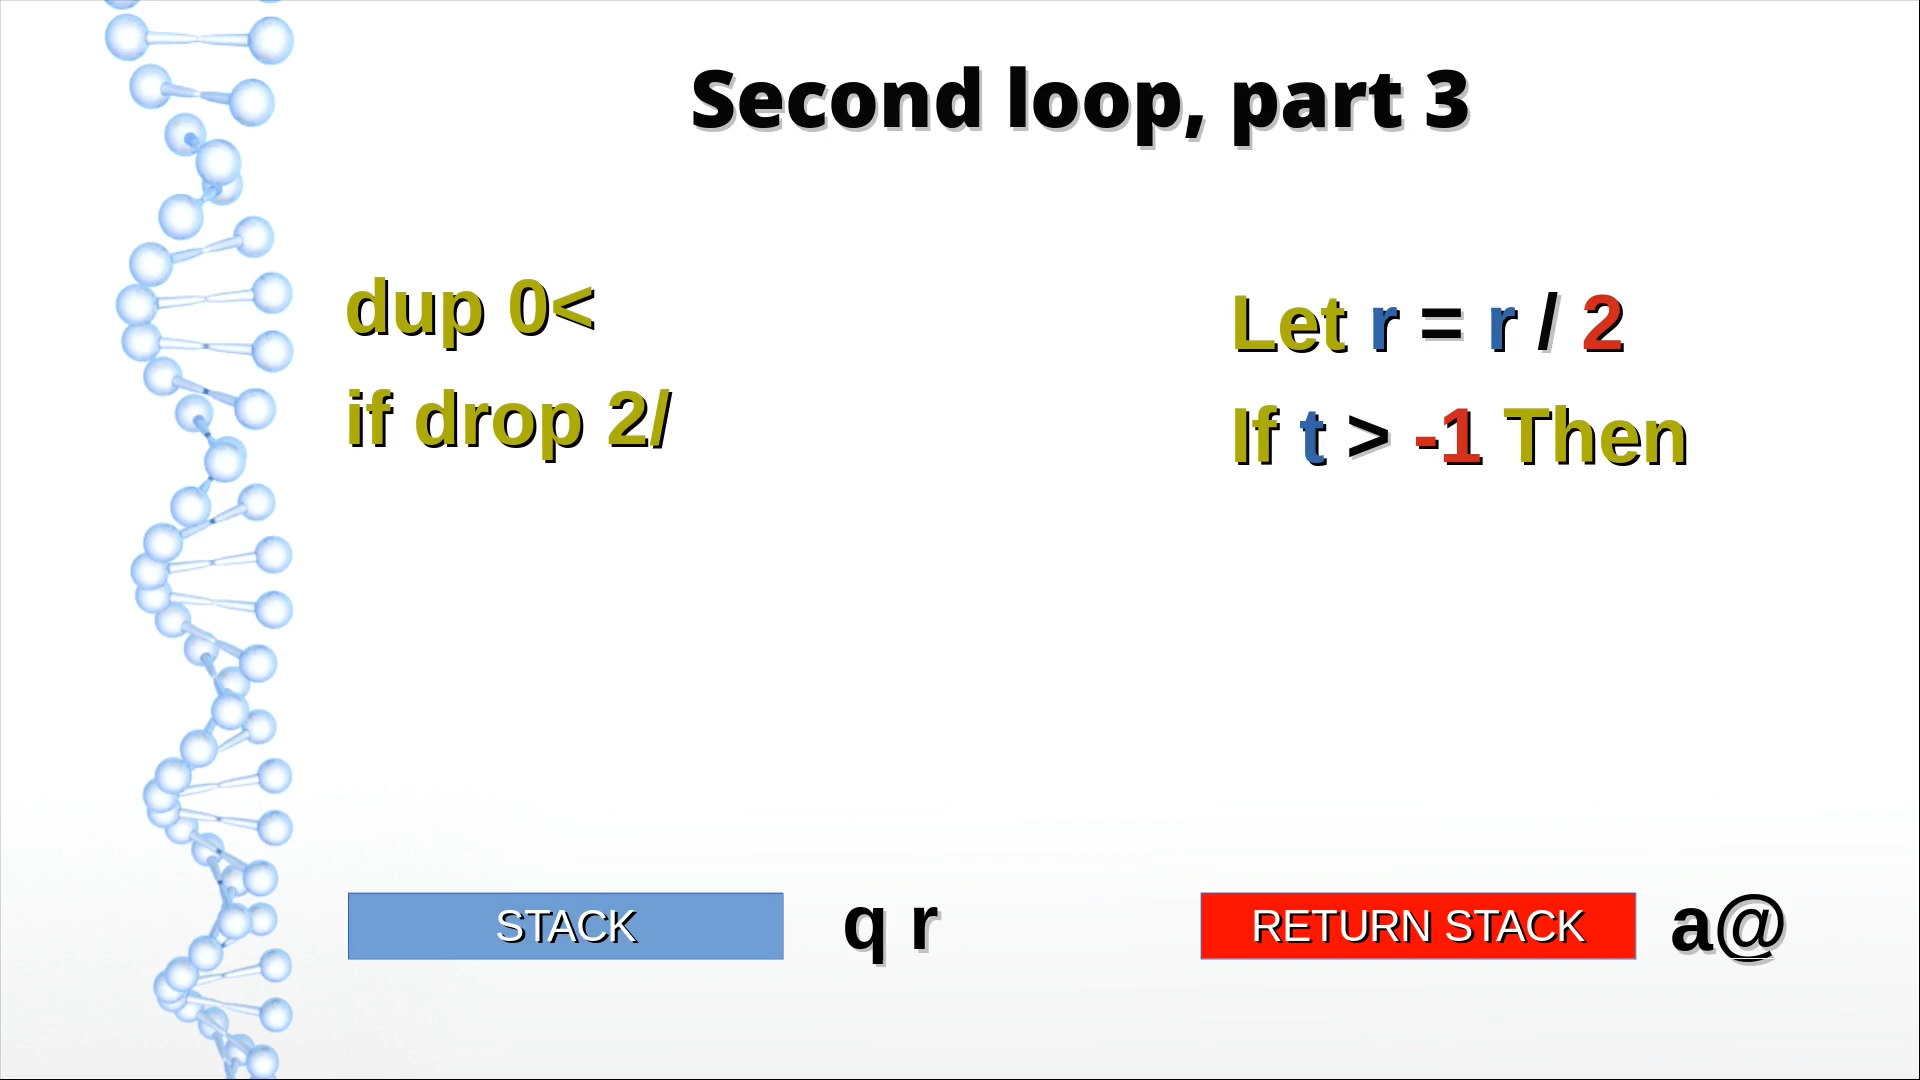 Second loop, part 3
dup 0<
if drop 2/
Let r = r / 2
If t > -1 Then
STACK
q r
RETURN STACK
a@